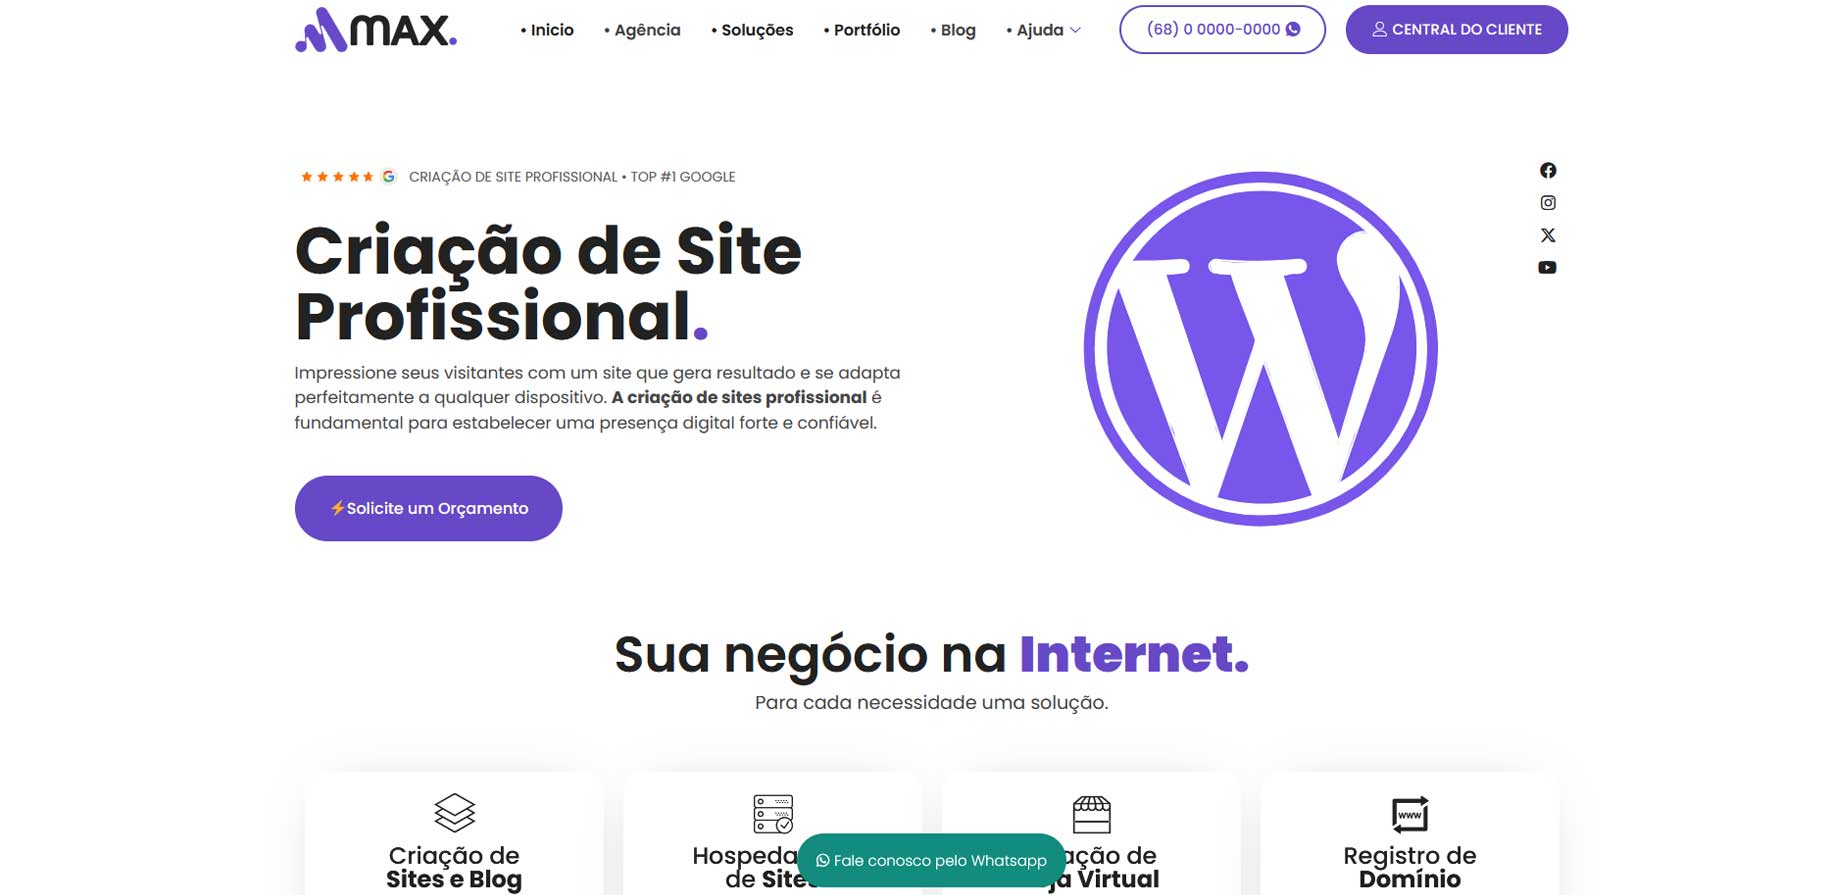 MAX.
• Inicio • Agência • Soluções • Portfólio • Blog • Ajuda
(68) 0 0000-0000
CENTRAL DO CLIENTE
CRIAÇÃO DE SITE PROFISSIONAL • TOP #1 GOOGLE
Criação de Site
Profissional.
Impressione seus visitantes com um site que gera resultado e se adapta
perfeitamente a qualquer dispositivo. A criação de sites profissional é
fundamental para estabelecer uma presença digital forte e confiável.
⚡Solicite um Orçamento
Sua negócio na Internet.
Para cada necessidade uma solução.
Criação de
Sites e Blog
Hospeda
de Site
ação de
ja Virtual
www
Registro de
Domínio
Fale conosco pelo Whatsapp